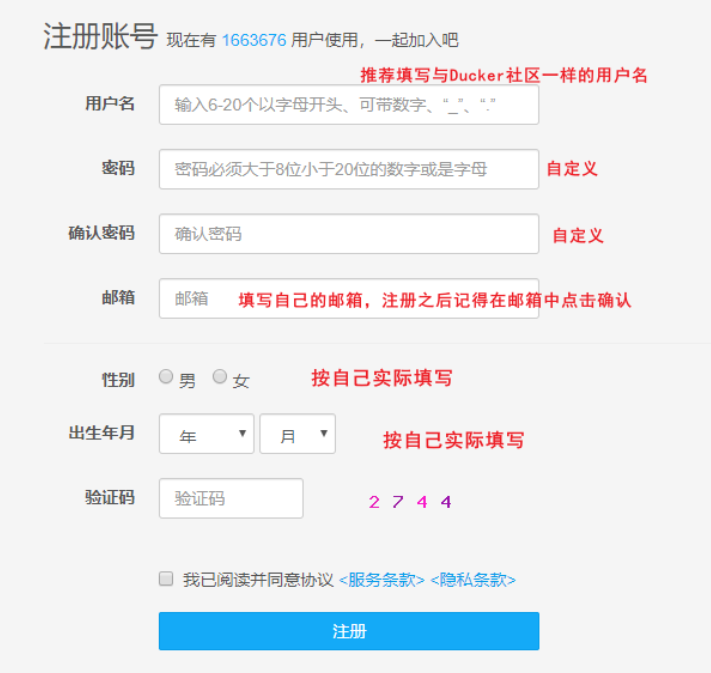 注册账号 现在有 1663676 用户使用，一起加入吧
推荐填写与Ducker社区一样的用户名
用户名 输入6-20个以字母开头、可带数字、“_”、“.”
密码 密码必须大于8位小于20位的数字或是字母 自定义
确认密码 确认密码 自定义
邮箱 邮箱 填写自己的邮箱，注册之后记得在邮箱中点击确认
性别 男 女 按自己实际填写
出生年月 年 月 按自己实际填写
验证码 验证码 2 7 4 4
我已阅读并同意协议 <服务条款> <隐私条款>
注册